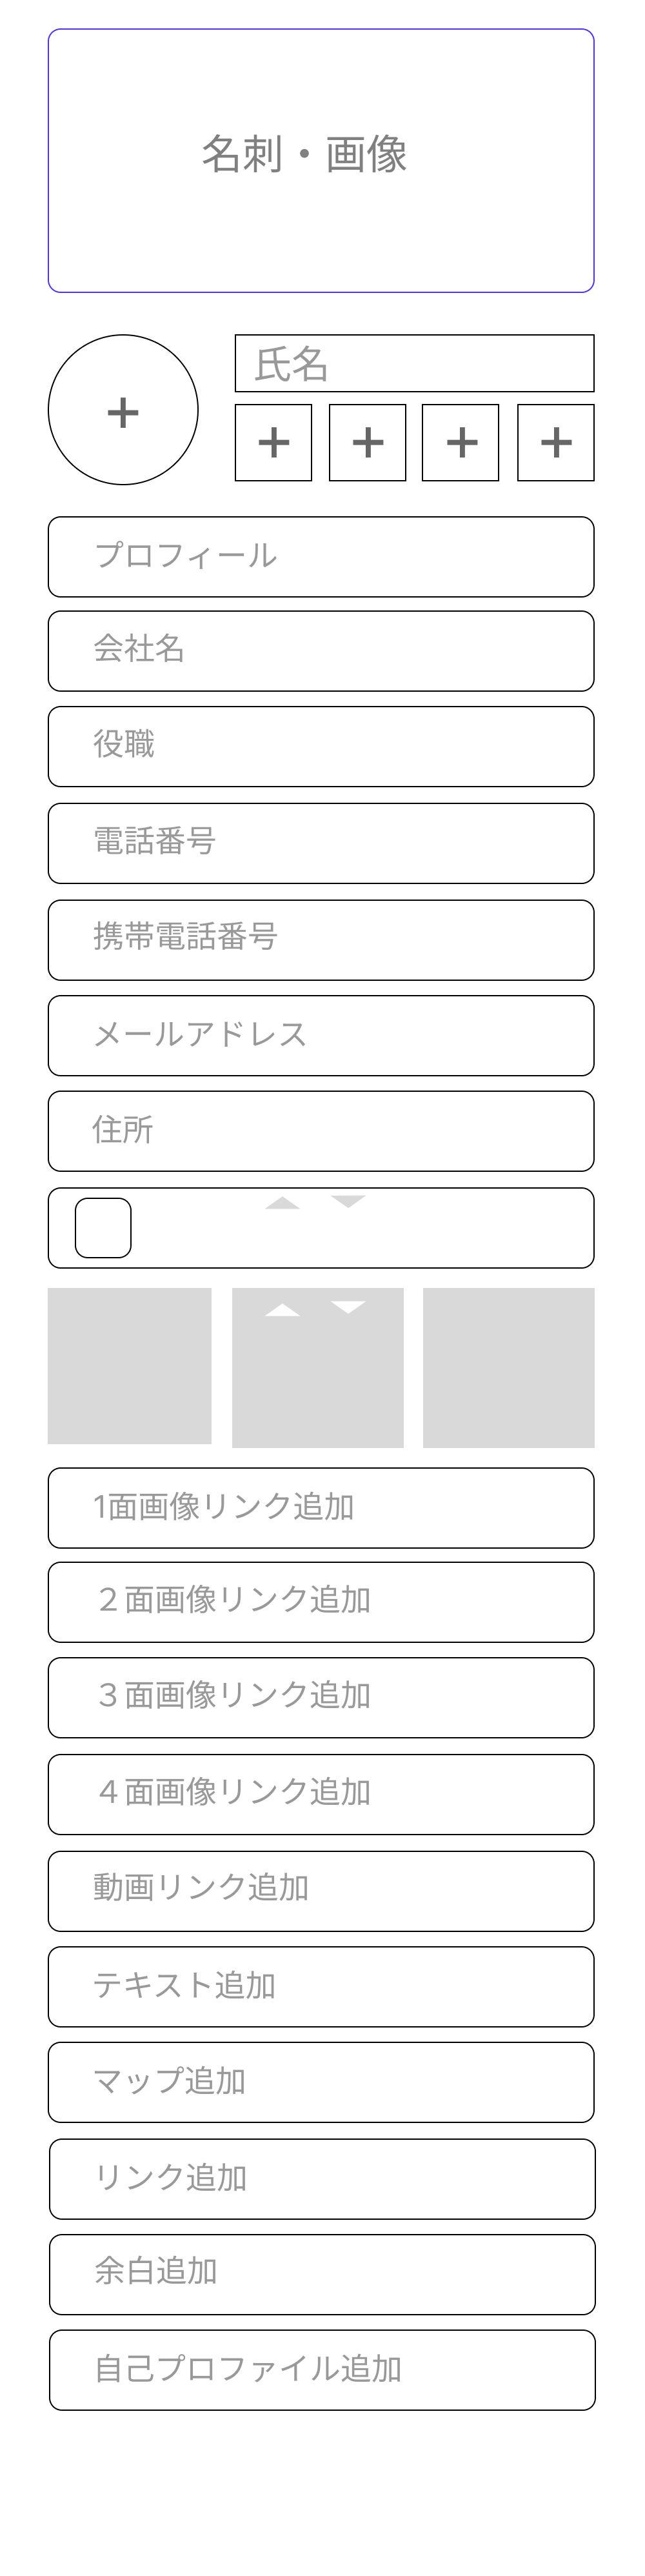 名刺・画像
氏名
+ + + + +
プロフィール
会社名
役職
電話番号
携帯電話番号
メールアドレス
住所
1面画像リンク追加
２面画像リンク追加
３面画像リンク追加
４面画像リンク追加
動画リンク追加
テキスト追加
マップ追加
リンク追加
余白追加
自己プロファイル追加